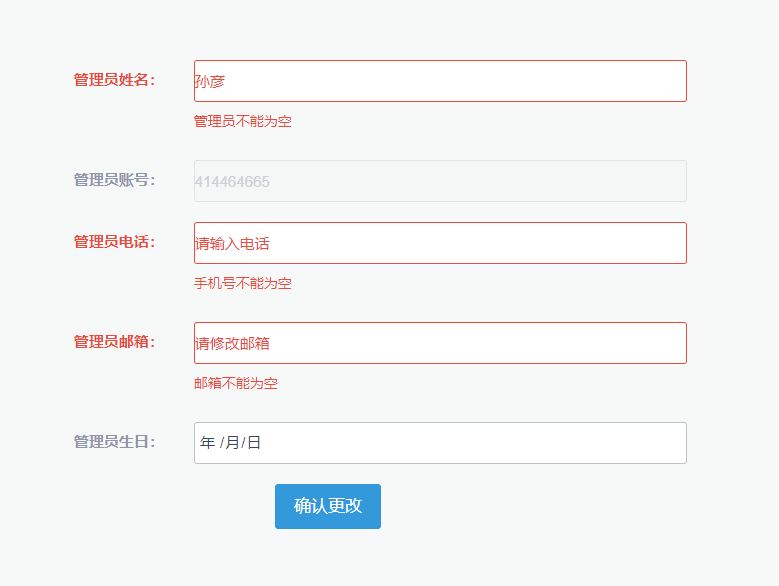 管理员姓名：
孙彦
管理员不能为空
管理员账号：
414464665
管理员电话：
请输入电话
手机号不能为空
管理员邮箱：
请修改邮箱
邮箱不能为空
管理员生日：
年 /月/日
确认更改